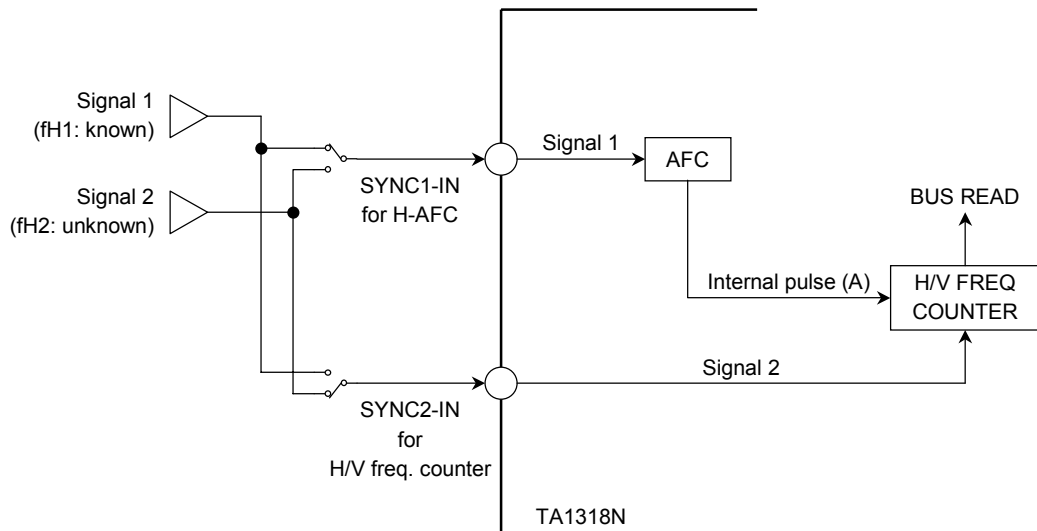 Signal 1
(fH1: known)
Signal 2
(fH2: unknown)
SYNC1-IN
for H-AFC
Signal 1
AFC
BUS READ
Internal pulse (A)
H/V FREQ
COUNTER
Signal 2
SYNC2-IN
for
H/V freq. counter
TA1318N